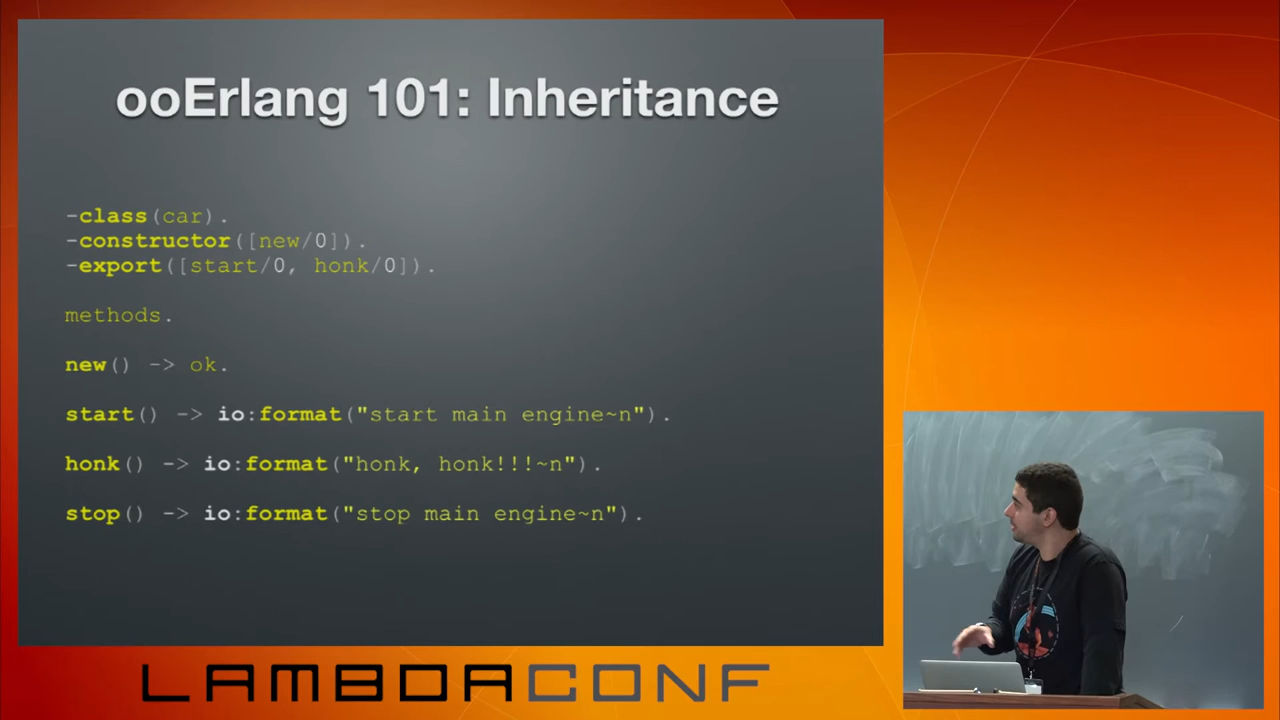 ooErlang 101: Inheritance
-class(car).
-constructor([new/0]).
-export([start/0, honk/0]).
methods.
new() -> ok.
start() -> io:format("start main engine~n").
honk() -> io:format("honk, honk!!!~n").
stop() -> io:format("stop main engine~n").
LAMBDACONF